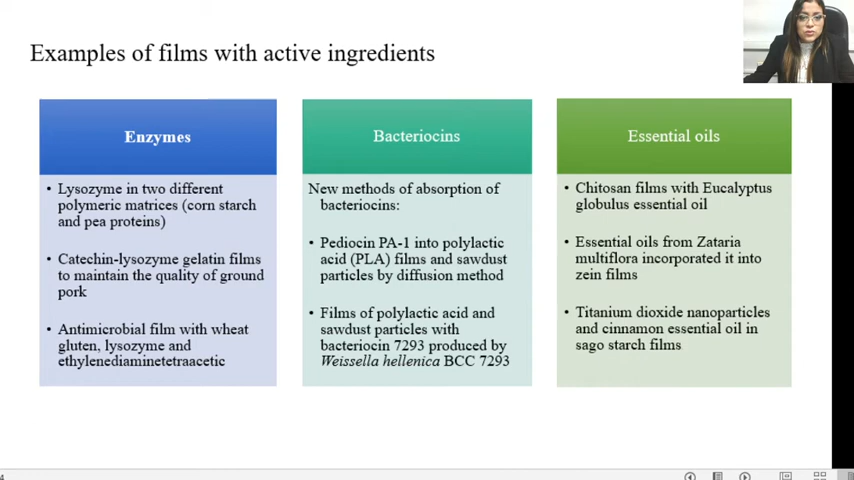 Examples of films with active ingredients
Enzymes
• Lysozyme in two different
polymeric matrices (corn starch
and pea proteins)
• Catechin-lysozyme gelatin films
to maintain the quality of ground
pork
• Antimicrobial film with wheat
gluten, lysozyme and
ethylenediaminetetraacetic
Bacteriocins
New methods of absorption of
bacteriocins:
• Pediocin PA-1 into polylactic
acid (PLA) films and sawdust
particles by diffusion method
• Films of polylactic acid and
sawdust particles with
bacteriocin 7293 produced by
Weissella hellenica BCC 7293
Essential oils
• Chitosan films with Eucalyptus
globulus essential oil
• Essential oils from Zataria
multiflora incorporated it into
zein films
• Titanium dioxide nanoparticles
and cinnamon essential oil in
sago starch films
4